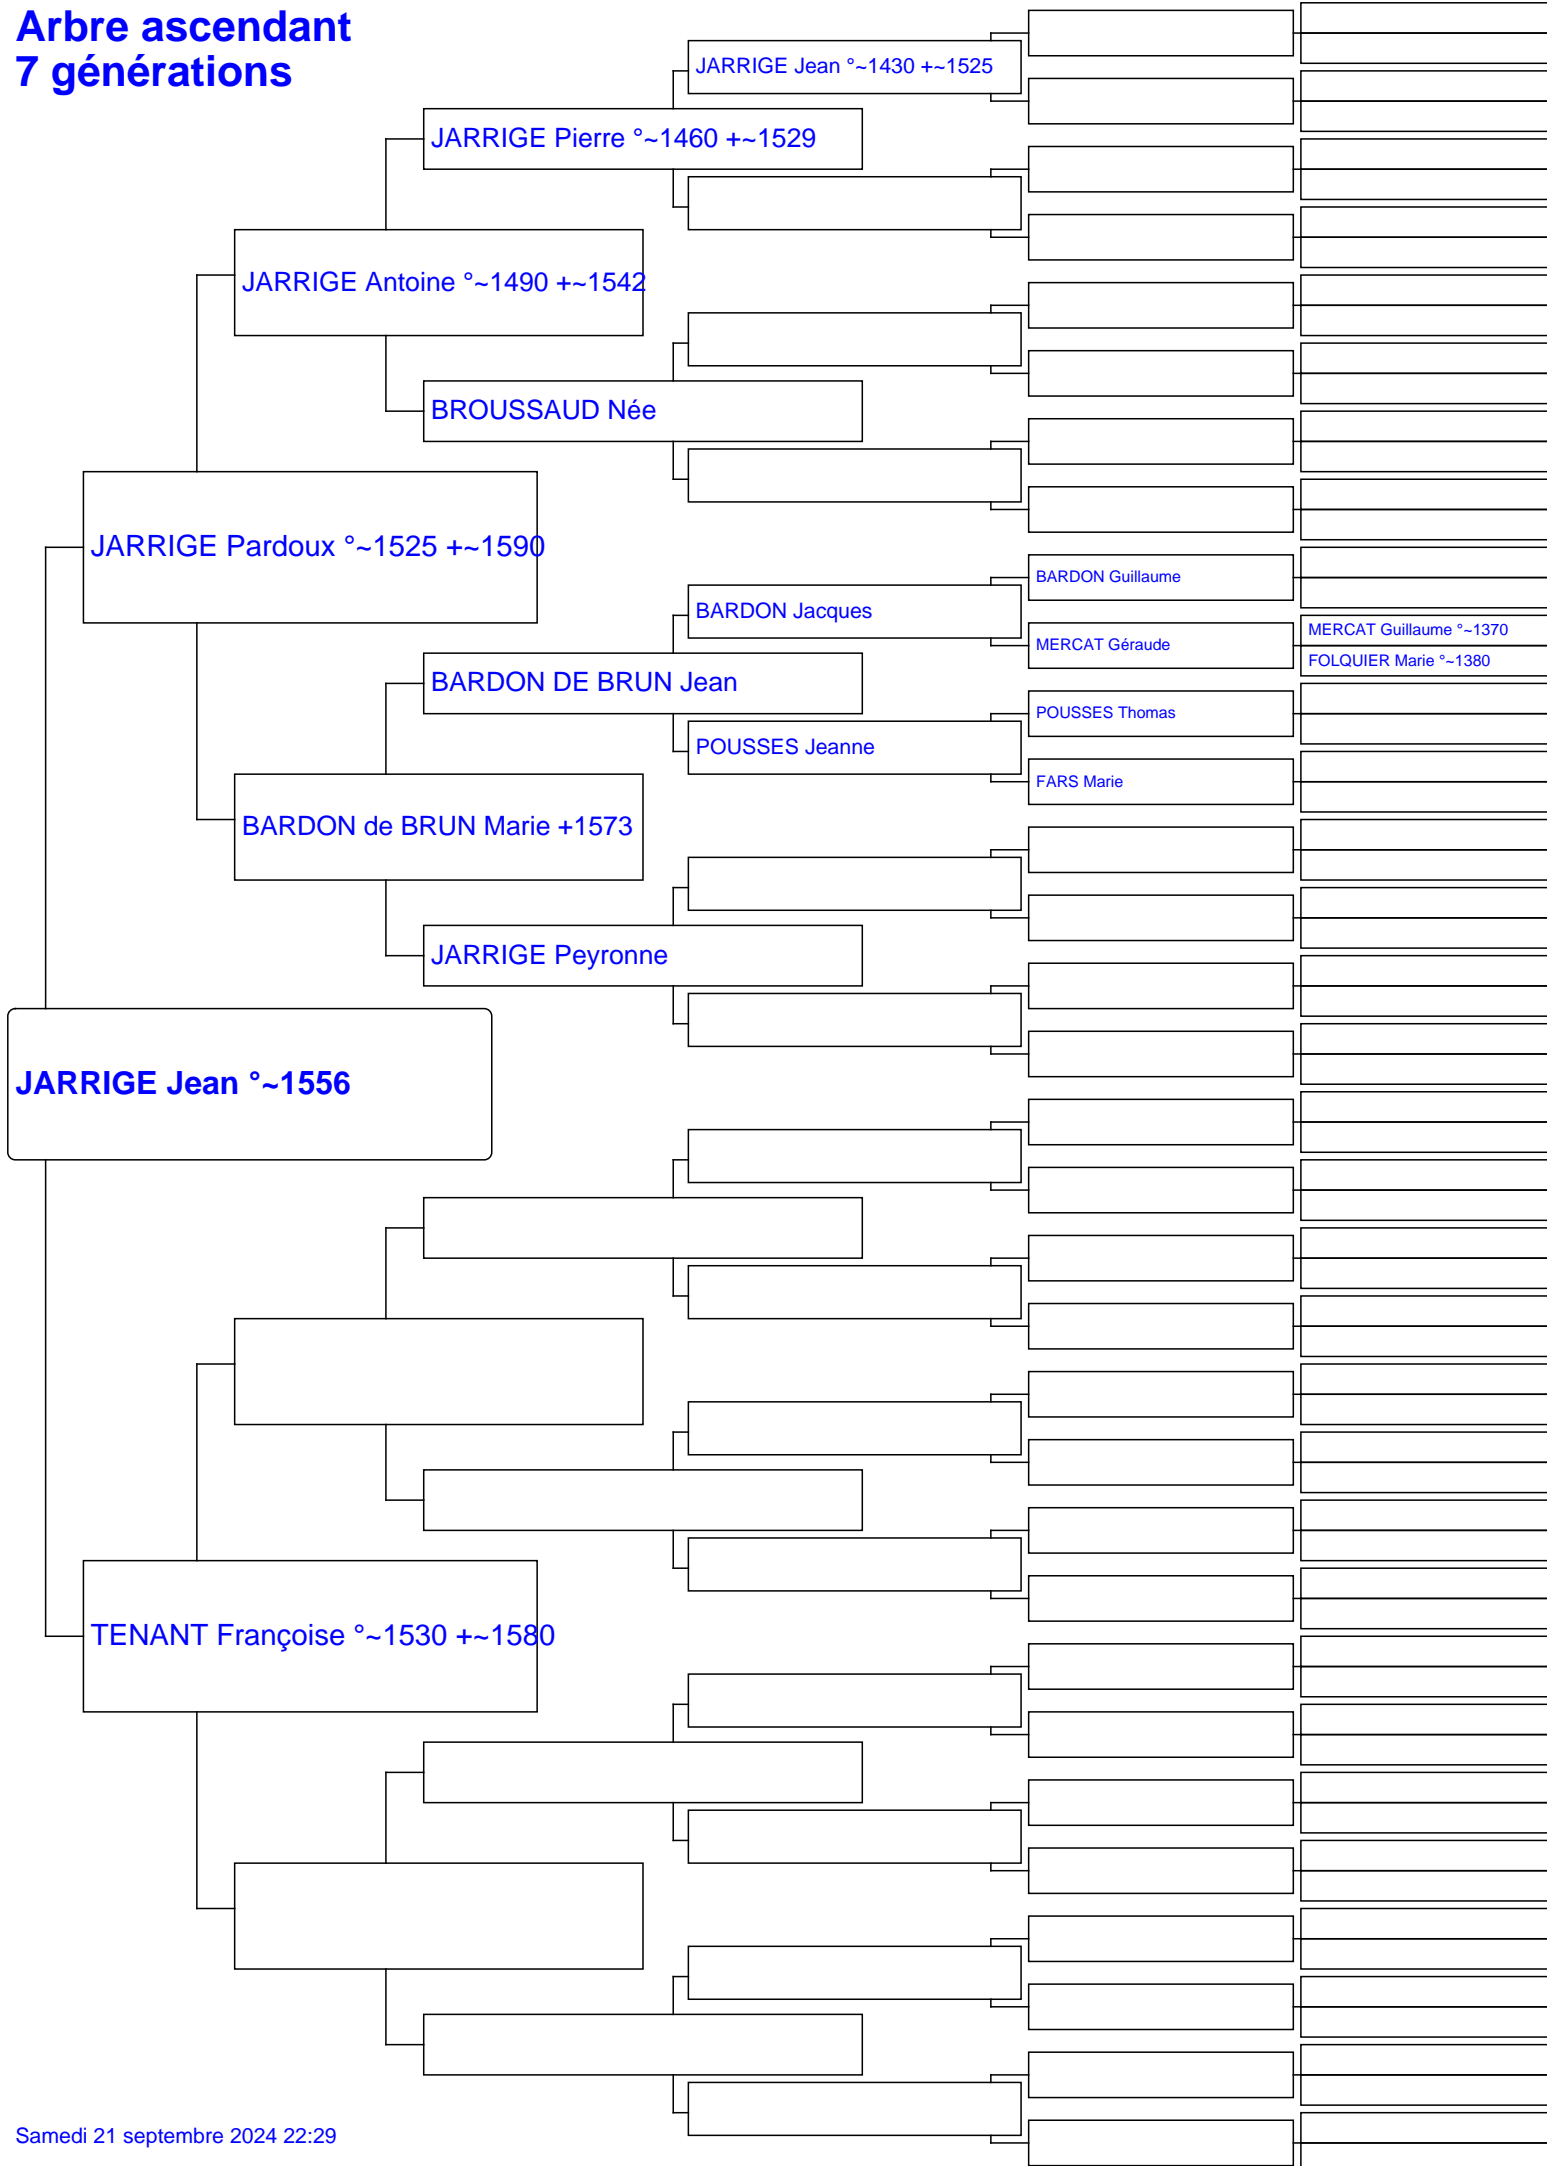 Arbre ascendant
7 générations
JARRIGE Jean °~1430 +~1525
JARRIGE Pierre °~1460 +~1529
JARRIGE Antoine °~1490 +~1542
BROUSSAUD Née
JARRIGE Pardoux °~1525 +~1590
BARDON Guillaume
BARDON Jacques
MERCAT Guillaume °~1370
MERCAT Géraude
FOLQUIER Marie °~1380
BARDON DE BRUN Jean
POUSSES Thomas
POUSSES Jeanne
FARS Marie
BARDON de BRUN Marie +1573
JARRIGE Peyronne
JARRIGE Jean °~1556
TENANT Françoise °~1530 +~1580
Samedi 21 septembre 2024 22:29